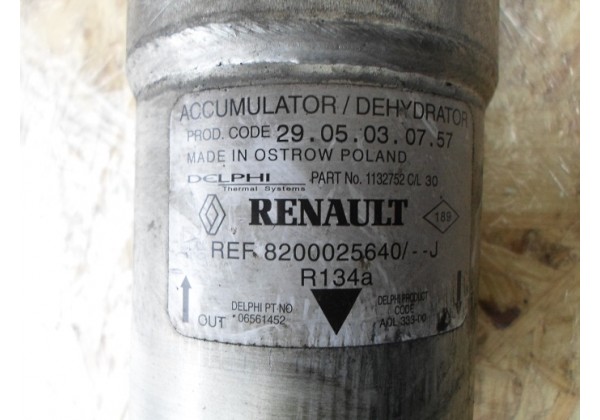 ACCUMULATOR / DEHYDRATOR
PROD. CODE 29.05.03.07.57
MADE IN OSTROW POLAND
DELPHI Thermal Systems PART No. 1132752 C/L 30
RENAULT 189
REF. 8200025640/--J
R134a
OUT
DELPHI PT NO
*06561452
DELPHI PRODUCT
CODE